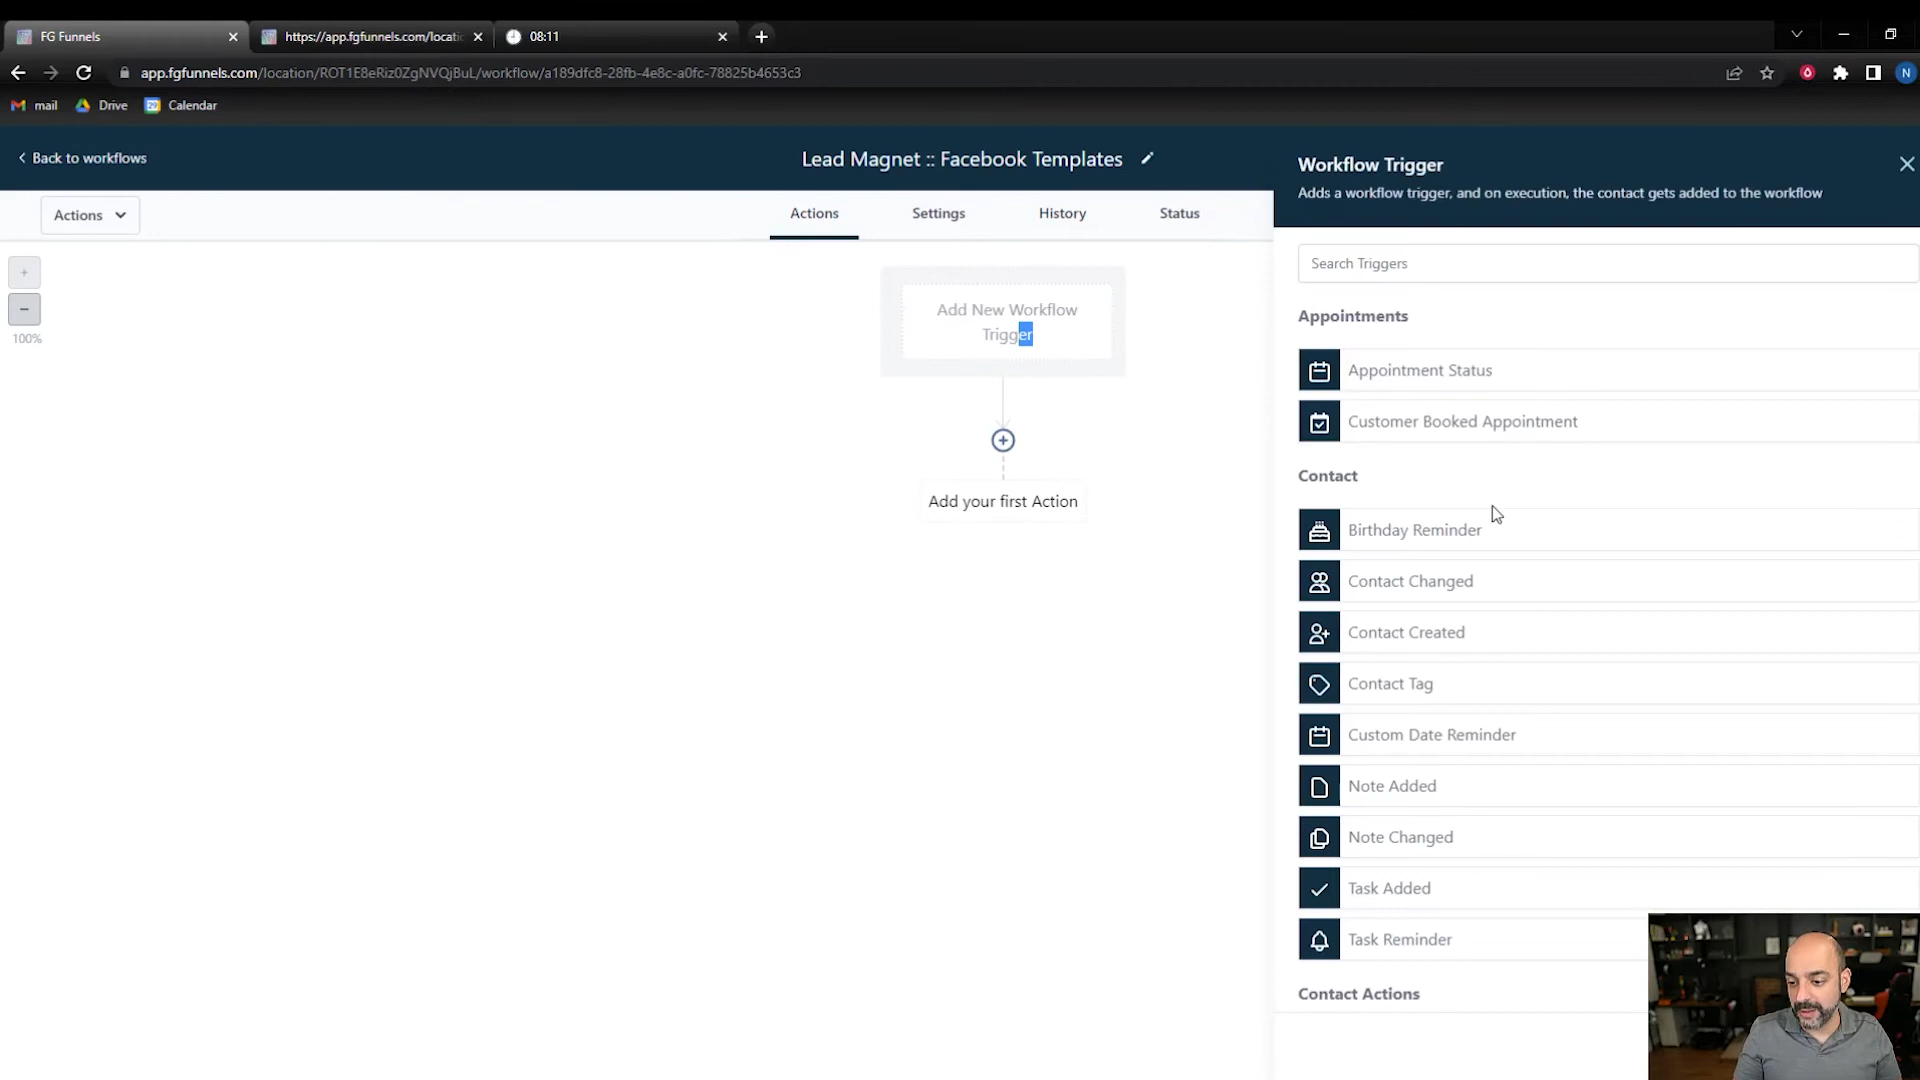 FG Funnels
https://app.fgfunnels.com/locati
08:11
app.fgfunnels.com/location/ROT1E8eRiz0ZgNVQjBuL/workflow/a189dfc8-28fb-4e8c-a0fc-78825b4653c3
N
mail
Drive
Calendar
Back to workflows
Lead Magnet :: Facebook Templates
Actions
Actions
Settings
History
Status
100%
Add New Workflow
Trigger
Add your first Action
Workflow Trigger
Adds a workflow trigger, and on execution, the contact gets added to the workflow
Search Triggers
Appointments
Appointment Status
Customer Booked Appointment
Contact
Birthday Reminder
Contact Changed
Contact Created
Contact Tag
Custom Date Reminder
Note Added
Note Changed
Task Added
Task Reminder
Contact Actions